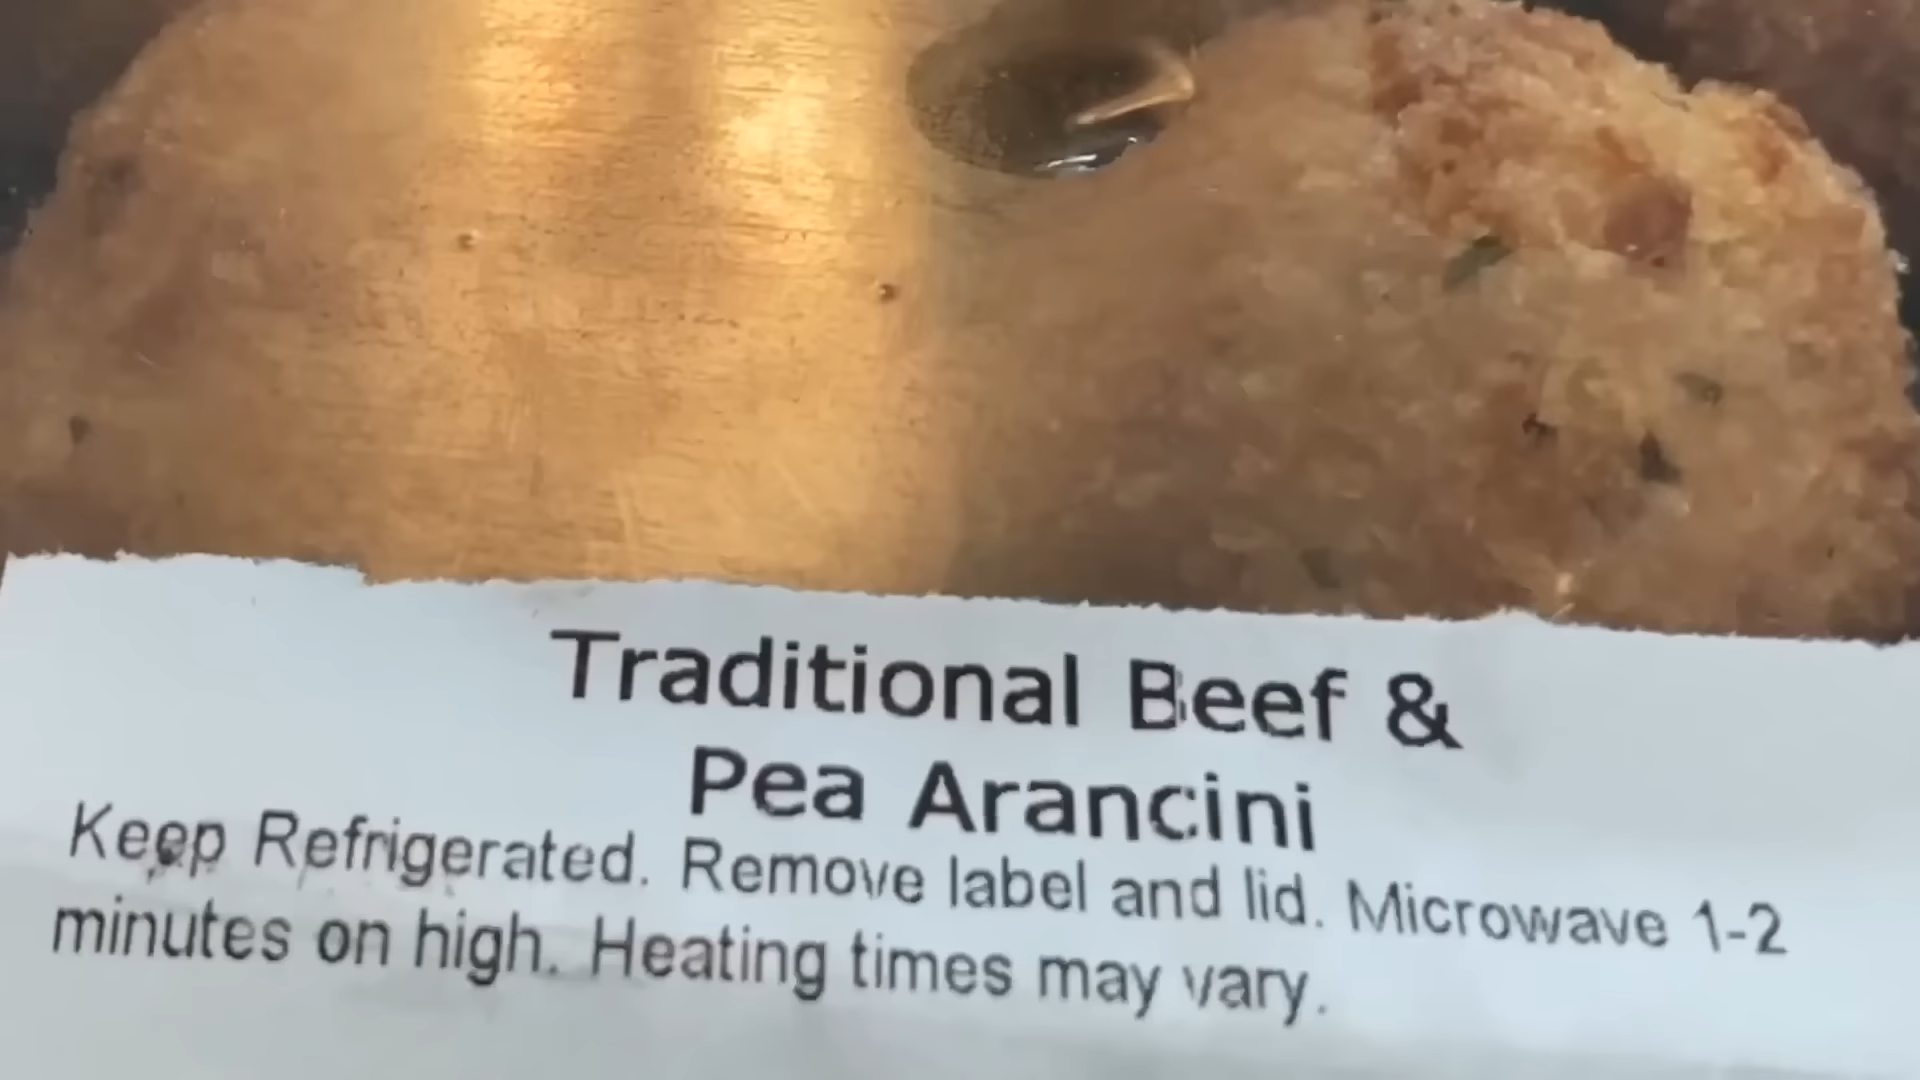 Traditional Beef &
Pea Arancini
Keep Refrigerated. Remove label and lid. Microwave 1-2
minutes on high. Heating times may vary.